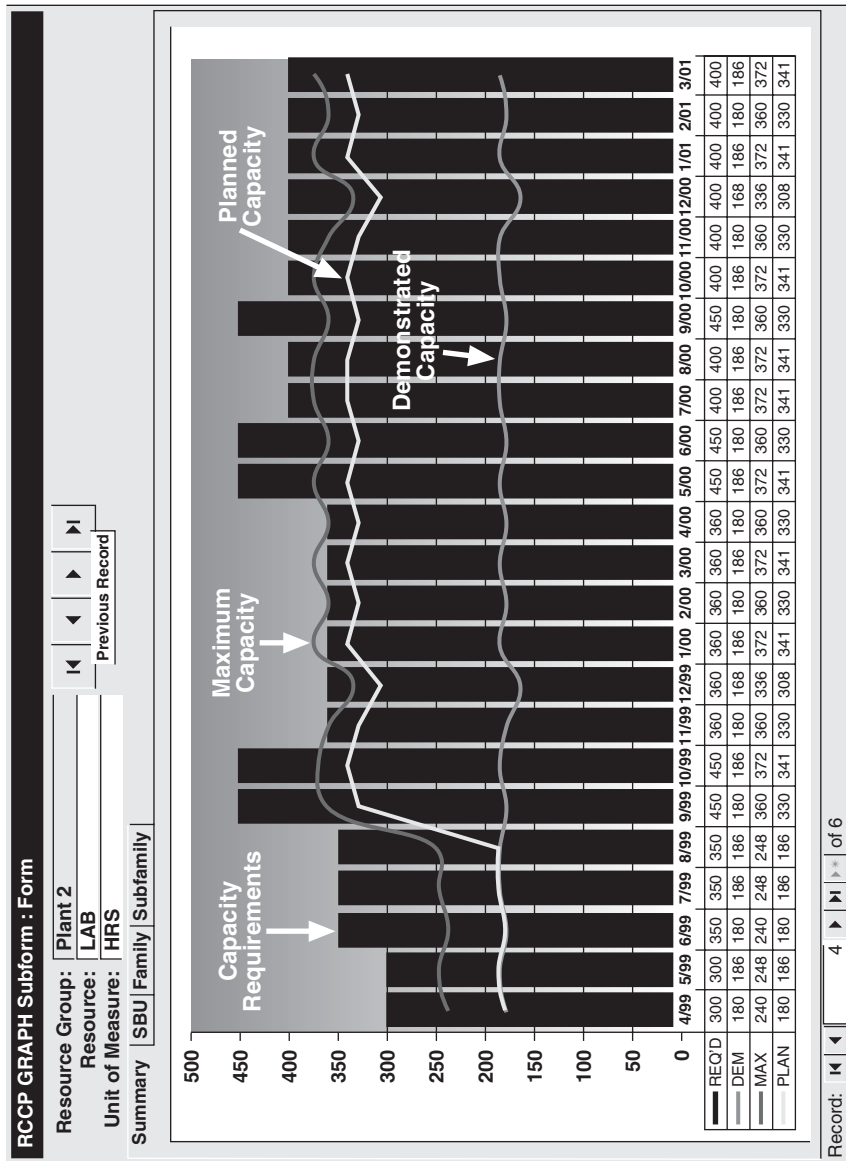 RCCP GRAPH Subform : Form
Resource Group: Plant 2
Resource: LAB
Unit of Measure: HRS
Previous Record
Summary SBU Family Subfamily
500
450
400
350
300
250
200
150
100
50
0
Capacity
Requirements
Maximum
Capacity
Demonstrated
Capacity
Planned
Capacity
4/99 5/99 6/99 7/99 8/99 9/99 10/99 11/99 12/99 1/00 2/00 3/00 4/00 5/00 6/00 7/00 8/00 9/00 10/00 11/00 12/00 1/01 2/01 3/01
REQ'D 300 300 350 350 350 450 450 360 360 360 360 360 360 450 450 400 400 450 400 400 400 400 400 400
DEM 180 186 180 186 186 180 186 180 168 186 180 186 180 186 180 186 186 180 186 180 168 186 180 186
MAX 240 248 240 248 248 360 372 360 336 372 360 372 360 372 360 372 372 360 372 360 336 372 360 372
PLAN 180 186 180 186 186 330 341 330 308 341 330 341 330 341 330 341 341 330 341 330 308 341 330 341
Record: 4 of 6